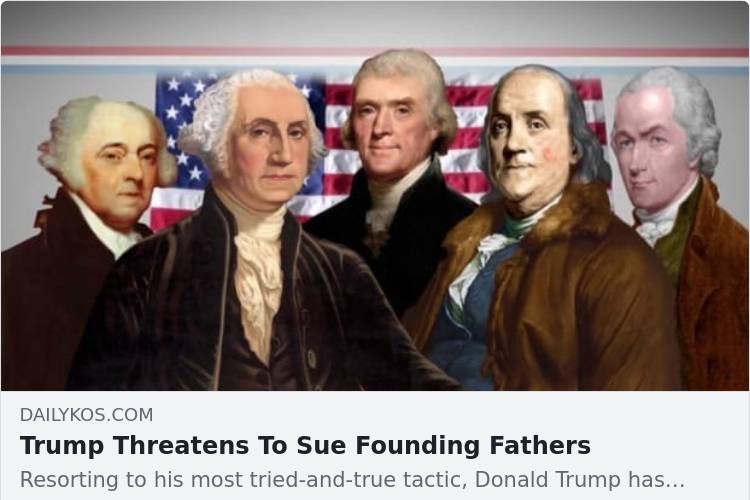 DAILYKOS.COM
Trump Threatens To Sue Founding Fathers
Resorting to his most tried-and-true tactic, Donald Trump has...